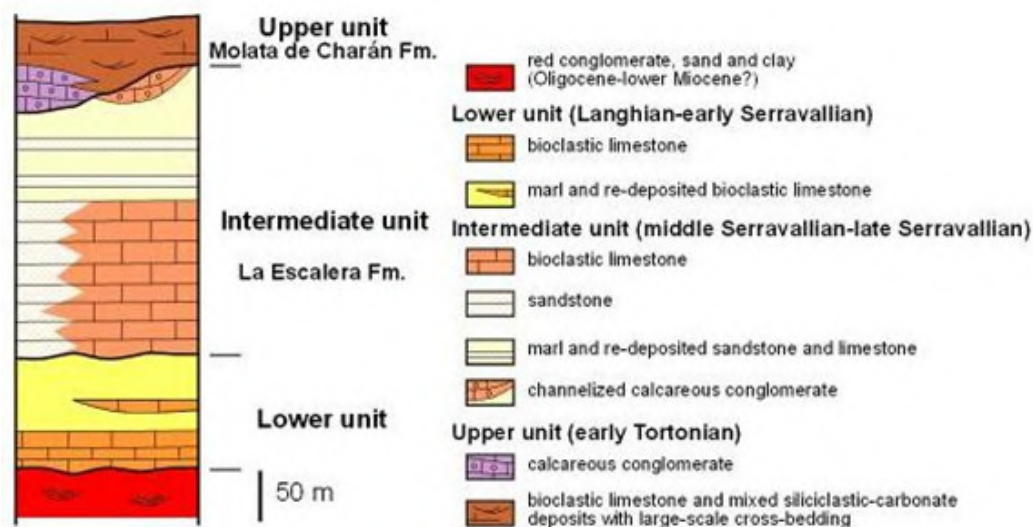 Upper unit
Molata de Charán Fm.
Intermediate unit
La Escalera Fm.
Lower unit
50 m
red conglomerate, sand and clay
(Oligocene-lower Miocene?)
Lower unit (Langhian-early Serravallian)
bioclastic limestone
marl and re-deposited bioclastic limestone
Intermediate unit (middle Serravallian-late Serravallian)
bioclastic limestone
sandstone
marl and re-deposited sandstone and limestone
channelized calcareous conglomerate
Upper unit (early Tortonian)
calcareous conglomerate
bioclastic limestone and mixed siliciclastic-carbonate
deposits with large-scale cross-bedding